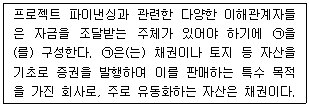 프로젝트 파이낸싱과 관련한 다양한 이해관계자들
은 자금을 조달받는 주체가 있어야 하기에 ㉠을
(를) 구성한다. ㉠은(는) 채권이나 토지 등 자산을
기초로 증권을 발행하여 이를 판매하는 특수 목적
을 가진 회사로, 주로 유동화하는 자산은 채권이다.